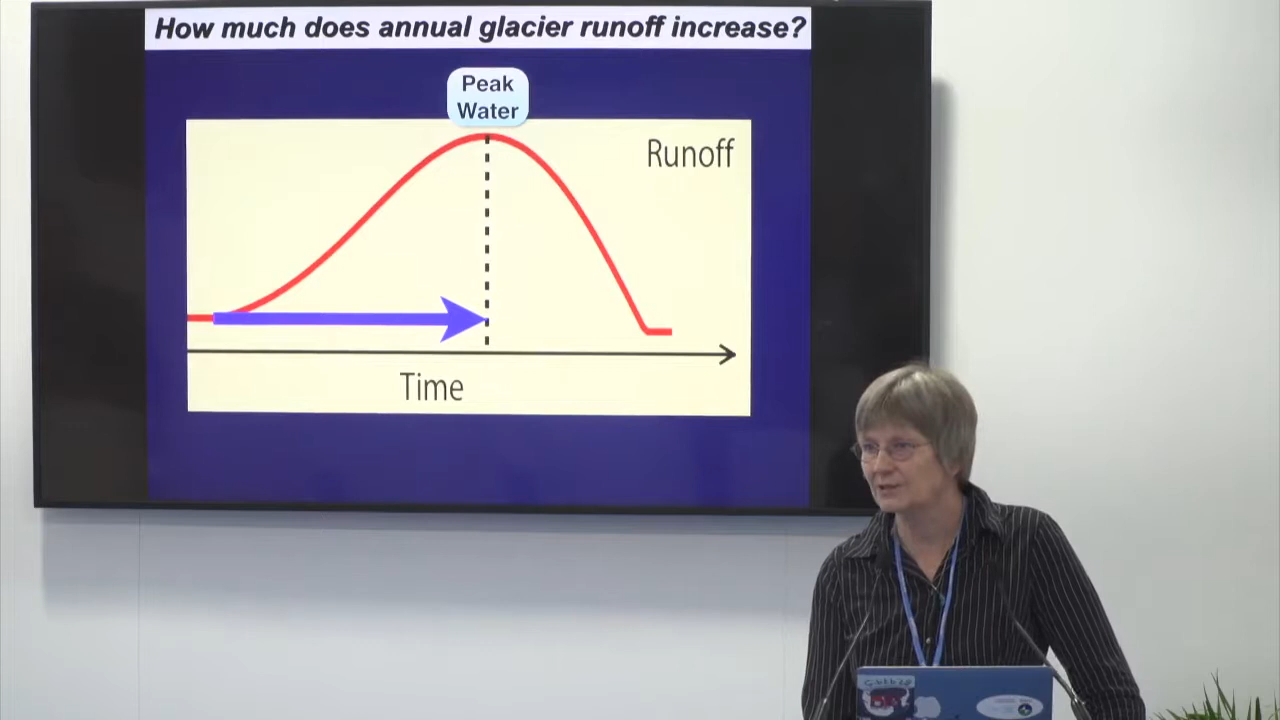 How much does annual glacier runoff increase?
Peak
Water
Runoff
Time